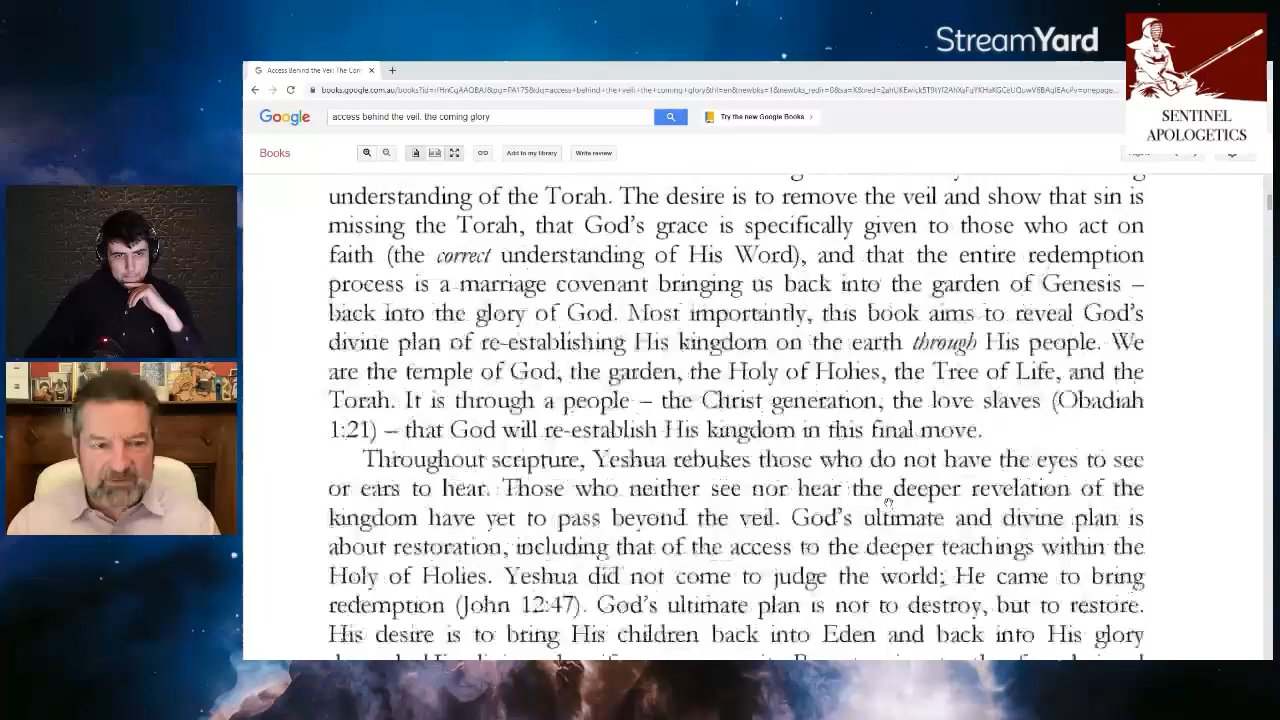 StreamYard
SENTINEL
APOLOGETICS
Access Behind the Veil: The Com
Google
access behind the veil. the coming glory
Try the new Google Books
Books
Add to my library
Write review
understanding of the Torah. The desire is to remove the veil and show that sin is
missing the Torah, that God's grace is specifically given to those who act on
faith (the correct understanding of His Word), and that the entire redemption
process is a marriage covenant bringing us back into the garden of Genesis –
back into the glory of God. Most importantly, this book aims to reveal God's
divine plan of re-establishing His kingdom on the earth through His people. We
are the temple of God, the garden, the Holy of Holies, the Tree of Life, and the
Torah. It is through a people – the Christ generation, the love slaves (Obadiah
1:21) – that God will re-establish His kingdom in this final move.
Throughout scripture, Yeshua rebukes those who do not have the eyes to see
or ears to hear. Those who neither see nor hear the deeper revelation of the
kingdom have yet to pass beyond the veil. God's ultimate and divine plan is
about restoration, including that of the access to the deeper teachings within the
Holy of Holies. Yeshua did not come to judge the world; He came to bring
redemption (John 12:47). God's ultimate plan is not to destroy, but to restore.
His desire is to bring His children back into Eden and back into His glory